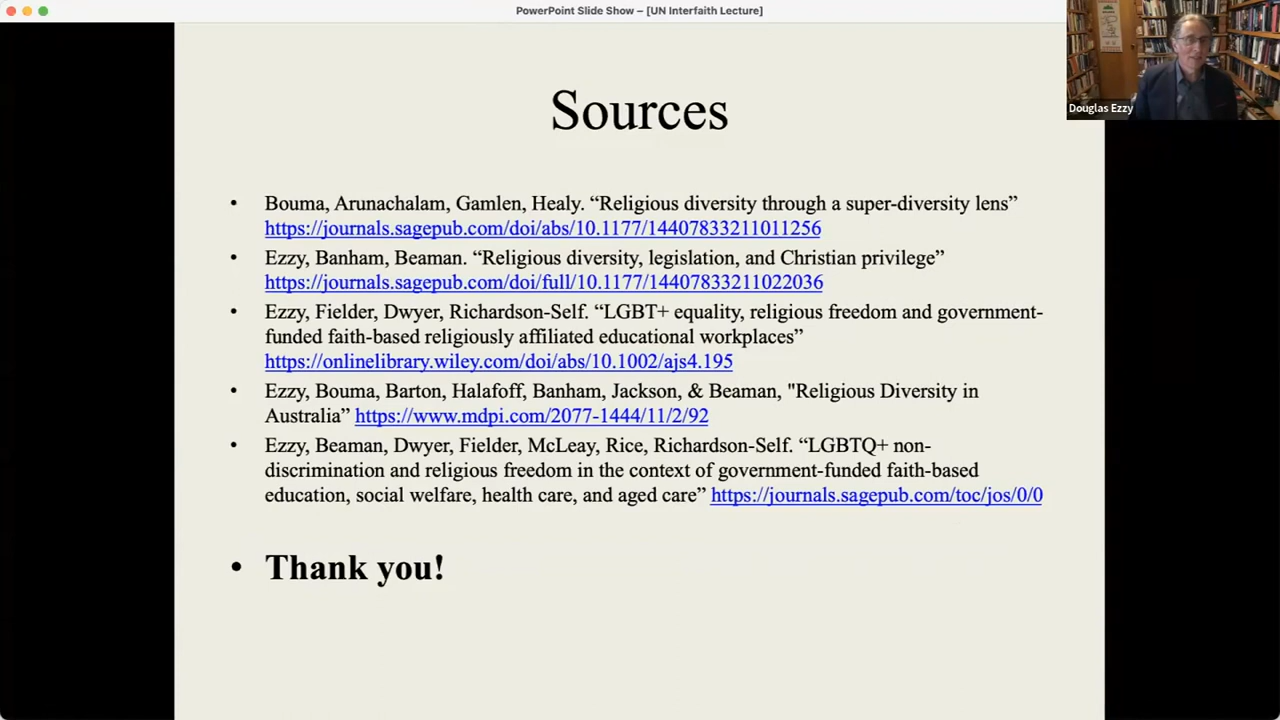 PowerPoint Slide Show – [UN Interfaith Lecture]
Douglas Ezzy
Sources
• Bouma, Arunachalam, Gamlen, Healy. “Religious diversity through a super-diversity lens”
https://journals.sagepub.com/doi/abs/10.1177/14407833211011256
• Ezzy, Banham, Beaman. “Religious diversity, legislation, and Christian privilege”
https://journals.sagepub.com/doi/full/10.1177/14407833211022036
• Ezzy, Fielder, Dwyer, Richardson-Self. “LGBT+ equality, religious freedom and government-
funded faith-based religiously affiliated educational workplaces”
https://onlinelibrary.wiley.com/doi/abs/10.1002/ajs4.195
• Ezzy, Bouma, Barton, Halafoff, Banham, Jackson, & Beaman, "Religious Diversity in
Australia” https://www.mdpi.com/2077-1444/11/2/92
• Ezzy, Beaman, Dwyer, Fielder, McLeay, Rice, Richardson-Self. “LGBTQ+ non-
discrimination and religious freedom in the context of government-funded faith-based
education, social welfare, health care, and aged care” https://journals.sagepub.com/toc/jos/0/0
• Thank you!